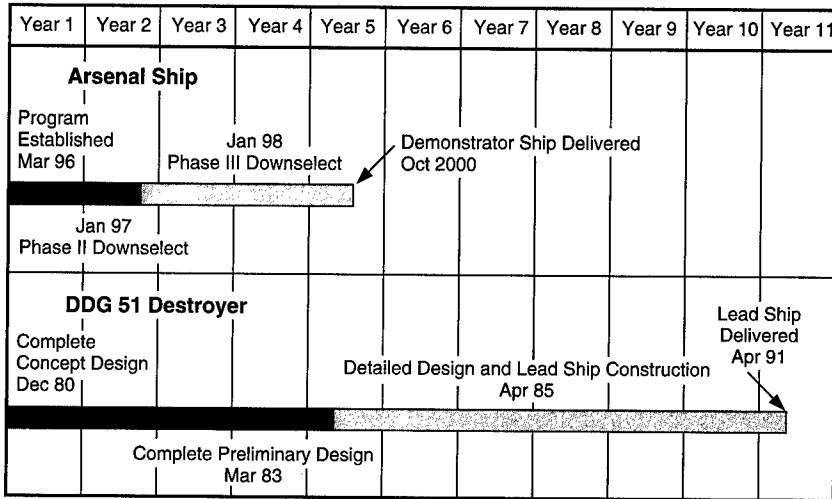 Year 1 Year 2 Year 3 Year 4 Year 5 Year 6 Year 7 Year 8 Year 9 Year 10 Year 11
Arsenal Ship
Program
Established
Mar 96
Jan 98
Phase III Downselect
Demonstrator Ship Delivered
Oct 2000
Jan 97
Phase II Downselect
DDG 51 Destroyer
Complete
Concept Design
Dec 80
Detailed Design and Lead Ship Construction
Apr 85
Lead Ship
Delivered
Apr 91
Complete Preliminary Design
Mar 83